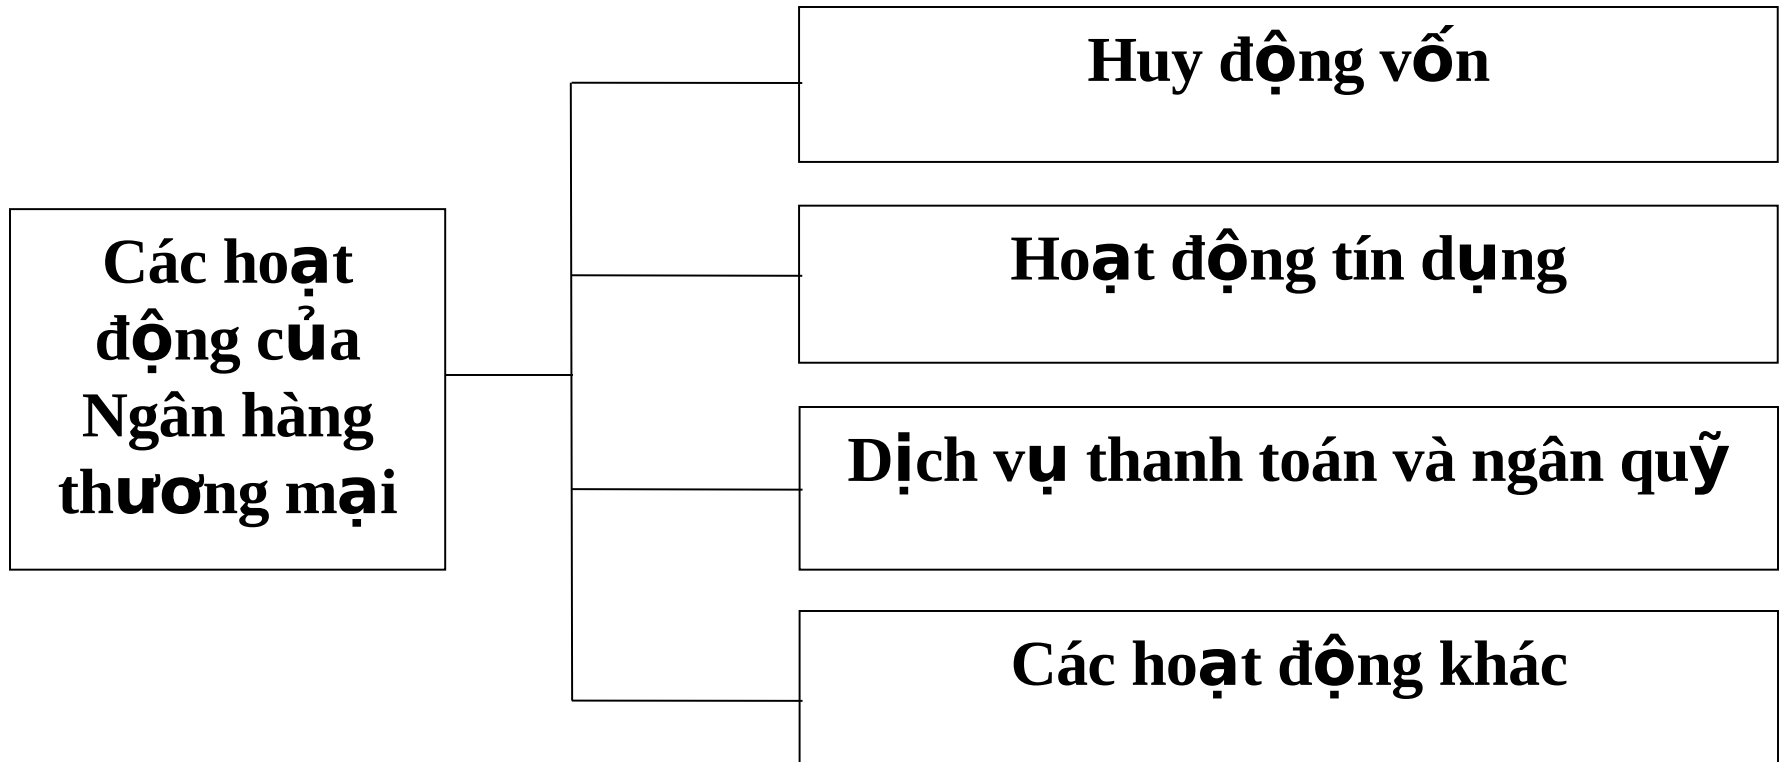 Huy động vốn
Hoạt động tín dụng
Các hoạt
động của
Ngân hàng
thương mại
Dịch vụ thanh toán và ngân quỹ
Các hoạt động khác